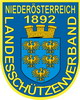 NIEDERÖSTERREICH
1892
LANDESSCHÜTZENVERBAND